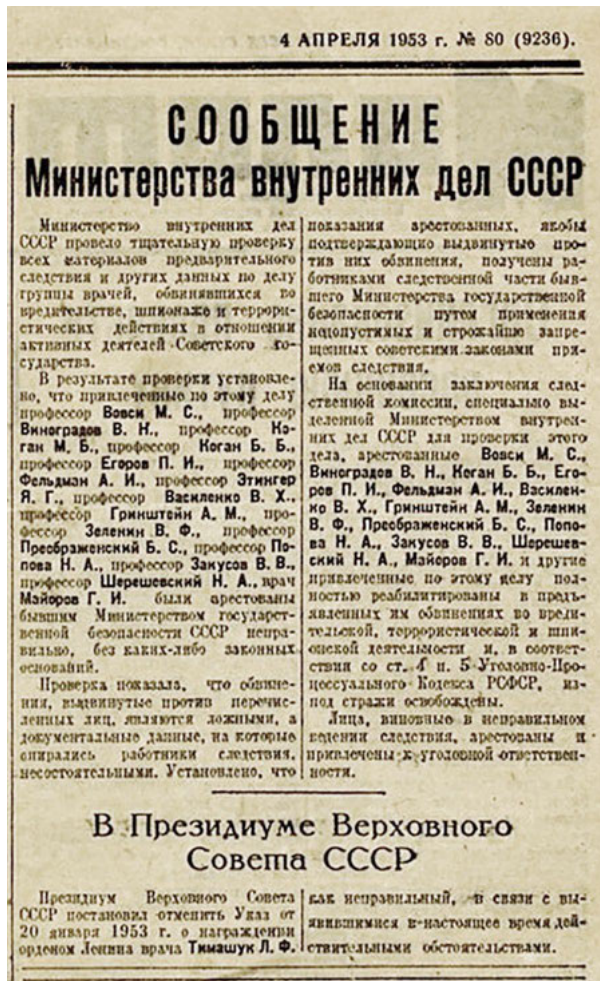 4 АПРЕЛЯ 1953 г. № 80 (9236).
СООБЩЕНИЕ
Министерства внутренних дел СССР
Министерство внутренних дел
СССР провело тщательную проверку
всех материалов предварительного
следствия и других данных по делу
группы врачей, обвинявшихся во
вредительстве, шпионаже и террори-
стических действиях в отношении
активных деятелей Советского го-
сударства.
В результате проверки установле-
но, что привлеченные по этому делу
профессор Вовси М. С., профессор
Виноградов В. Н., профессор Ко-
ган М. Б., профессор Коган Б. Б.,
профессор Егоров П. И., профессор
Фельдман А. И., профессор Этингер
Я. Г., профессор Василенко В. Х.,
профессор Гринштейн А. М., про-
фессор Зеленин В. Ф., профессор
Преображенский Б. С., профессор По-
пова Н. А., профессор Закусов В. В.,
профессор Шерешевский Н. А., врач
Майоров Г. И. были арестованы
бывшим Министерством государст-
венной безопасности СССР непра-
вильно, без каких-либо законных
оснований.
Проверка показала, что обвине-
ния, выдвинутые против перечис-
ленных лиц, являются ложными, а
документальные данные, на которые
опирались работники следствия,
несостоятельными. Установлено, что
показания арестованных, якобы
подтверждающие выдвинутые про-
тив них обвинения, получены ра-
ботниками следственной части быв-
шего Министерства государственной
безопасности путем применения
недопустимых и строжайше запре-
щенных советскими законами при-
емов следствия.
На основании заключения след-
ственной комиссии, специально вы-
деленной Министерством внутрен-
них дел СССР для проверки этого
дела, арестованные Вовси М. С.,
Виноградов В. Н., Коган Б. Б., Его-
ров П. И., Фельдман А. И., Василен-
ко В. Х., Гринштейн А. М., Зеленин
В. Ф., Преображенский Б. С., Попо-
ва Н. А., Закусов В. В., Шерешев-
ский Н. А., Майоров Г. И. и другие
привлеченные по этому делу пол-
ностью реабилитированы в предъ-
явленных им обвинениях во вреди-
тельской, террористической и шпи-
онской деятельности и, в соответ-
ствии со ст. 4 п. 5 Уголовно-Про-
цессуального Кодекса РСФСР, из-
под стражи освобождены.
Лица, виновные в неправильном
ведении следствия, арестованы и
привлечены к уголовной ответствен-
ности.
В Президиуме Верховного
Совета СССР
Президиум Верховного Совета
СССР постановил отменить Указ от
20 января 1953 г. о награждении
орденом Ленина врача Тимашук Л. Ф.
как неправильный, в связи с вы-
явившимися в настоящее время дей-
ствительными обстоятельствами.